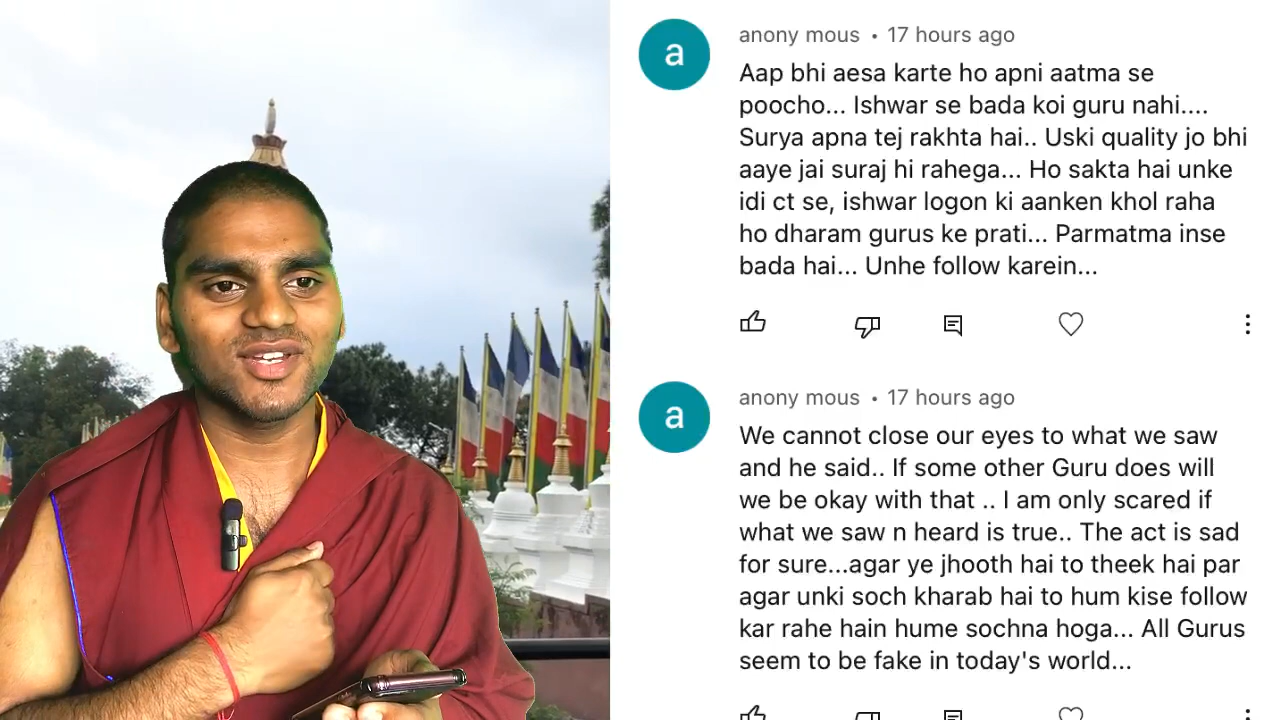 a
anony mous • 17 hours ago
Aap bhi aesa karte ho apni aatma se
poocho... Ishwar se bada koi guru nahi....
Surya apna tej rakhta hai.. Uski quality jo bhi
aaye jai suraj hi rahega... Ho sakta hai unke
idi ct se, ishwar logon ki aanken khol raha
ho dharam gurus ke prati... Parmatma inse
bada hai... Unhe follow karein...
a
anony mous • 17 hours ago
We cannot close our eyes to what we saw
and he said.. If some other Guru does will
we be okay with that .. I am only scared if
what we saw n heard is true.. The act is sad
for sure...agar ye jhooth hai to theek hai par
agar unki soch kharab hai to hum kise follow
kar rahe hain hume sochna hoga... All Gurus
seem to be fake in today's world...